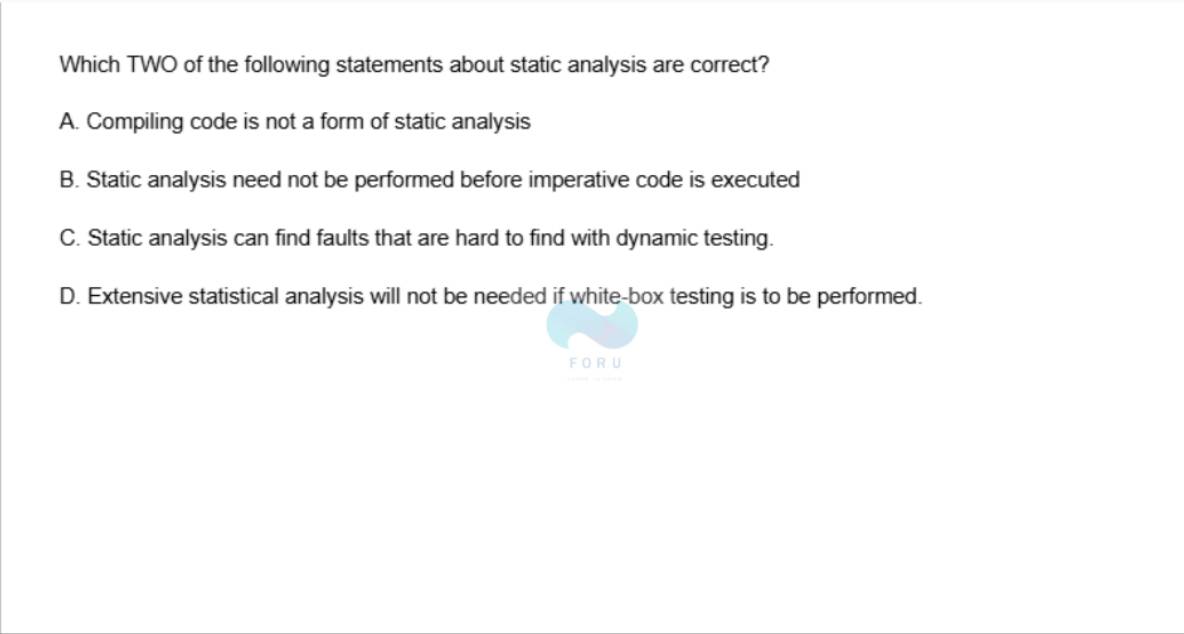 Which TWO of the following statements about static analysis are correct?
A. Compiling code is not a form of static analysis
B. Static analysis need not be performed before imperative code is executed
C. Static analysis can find faults that are hard to find with dynamic testing.
D. Extensive statistical analysis will not be needed if white-box testing is to be performed.
FORU